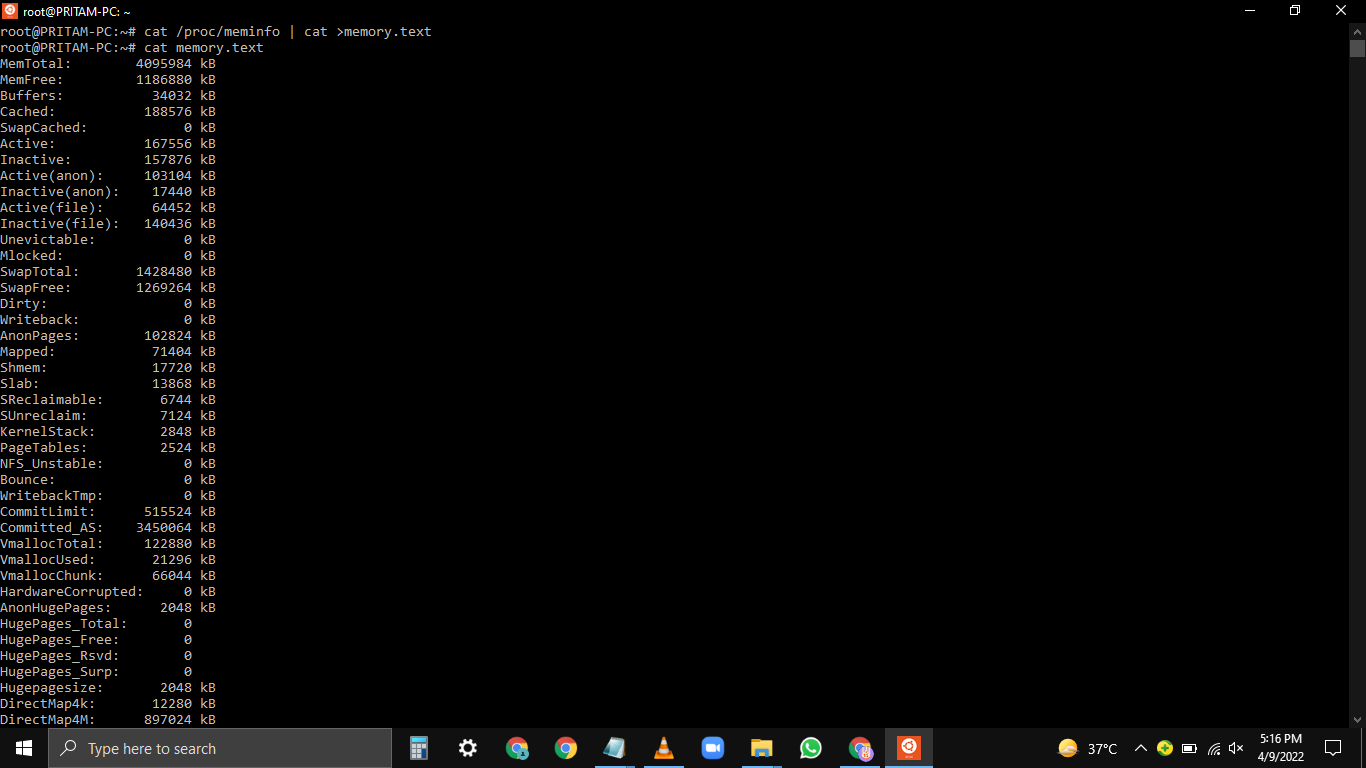 root@PRITAM-PC: ~
root@PRITAM-PC:~# cat /proc/meminfo | cat >memory.text
root@PRITAM-PC:~# cat memory.text
MemTotal:        4095984 kB
MemFree:         1186880 kB
Buffers:           34032 kB
Cached:           188576 kB
SwapCached:            0 kB
Active:           167556 kB
Inactive:         157876 kB
Active(anon):     103104 kB
Inactive(anon):    17440 kB
Active(file):      64452 kB
Inactive(file):   140436 kB
Unevictable:           0 kB
Mlocked:               0 kB
SwapTotal:       1428480 kB
SwapFree:        1269264 kB
Dirty:                 0 kB
Writeback:             0 kB
AnonPages:        102824 kB
Mapped:            71404 kB
Shmem:             17720 kB
Slab:              13868 kB
SReclaimable:       6744 kB
SUnreclaim:         7124 kB
KernelStack:        2848 kB
PageTables:         2524 kB
NFS_Unstable:          0 kB
Bounce:                0 kB
WritebackTmp:          0 kB
CommitLimit:      515524 kB
Committed_AS:    3450064 kB
VmallocTotal:     122880 kB
VmallocUsed:       21296 kB
VmallocChunk:      66044 kB
HardwareCorrupted:     0 kB
AnonHugePages:      2048 kB
HugePages_Total:       0
HugePages_Free:        0
HugePages_Rsvd:        0
HugePages_Surp:        0
Hugepagesize:       2048 kB
DirectMap4k:       12280 kB
DirectMap4M:      897024 kB
Type here to search
37°C
5:16 PM
4/9/2022